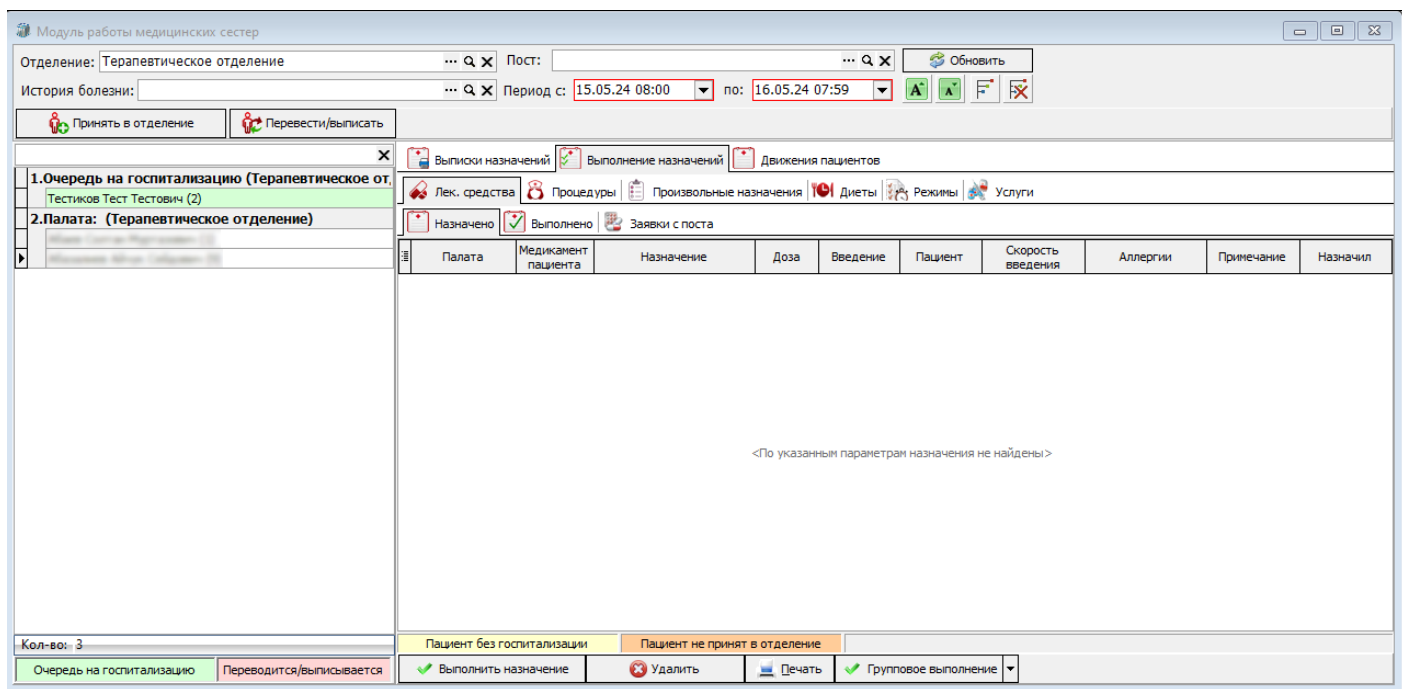 Модуль работы медицинских сестер
Отделение: Терапевтическое отделение Пост: Обновить
История болезни: Период с: 15.05.24 08:00 по: 16.05.24 07:59
Принять в отделение Перевести/выписать
Выписки назначений Выполнение назначений Движения пациентов
1.Очередь на госпитализацию (Терапевтическое от,
Лек. средства Процедуры Произвольные назначения Диеты Режимы Услуги
Тестиков Тест Тестович (2)
2.Палата: (Терапевтическое отделение)
Назначено Выполнено Заявки с поста
Палата Медикамент пациента Назначение Доза Введение Пациент Скорость введения Аллергии Примечание Назначил
<По указанным параметрам назначения не найдены>
Кол-во: 3
Пациент без госпитализации Пациент не принят в отделение
Очередь на госпитализацию Переводится/выписывается Выполнить назначение Удалить Печать Групповое выполнение